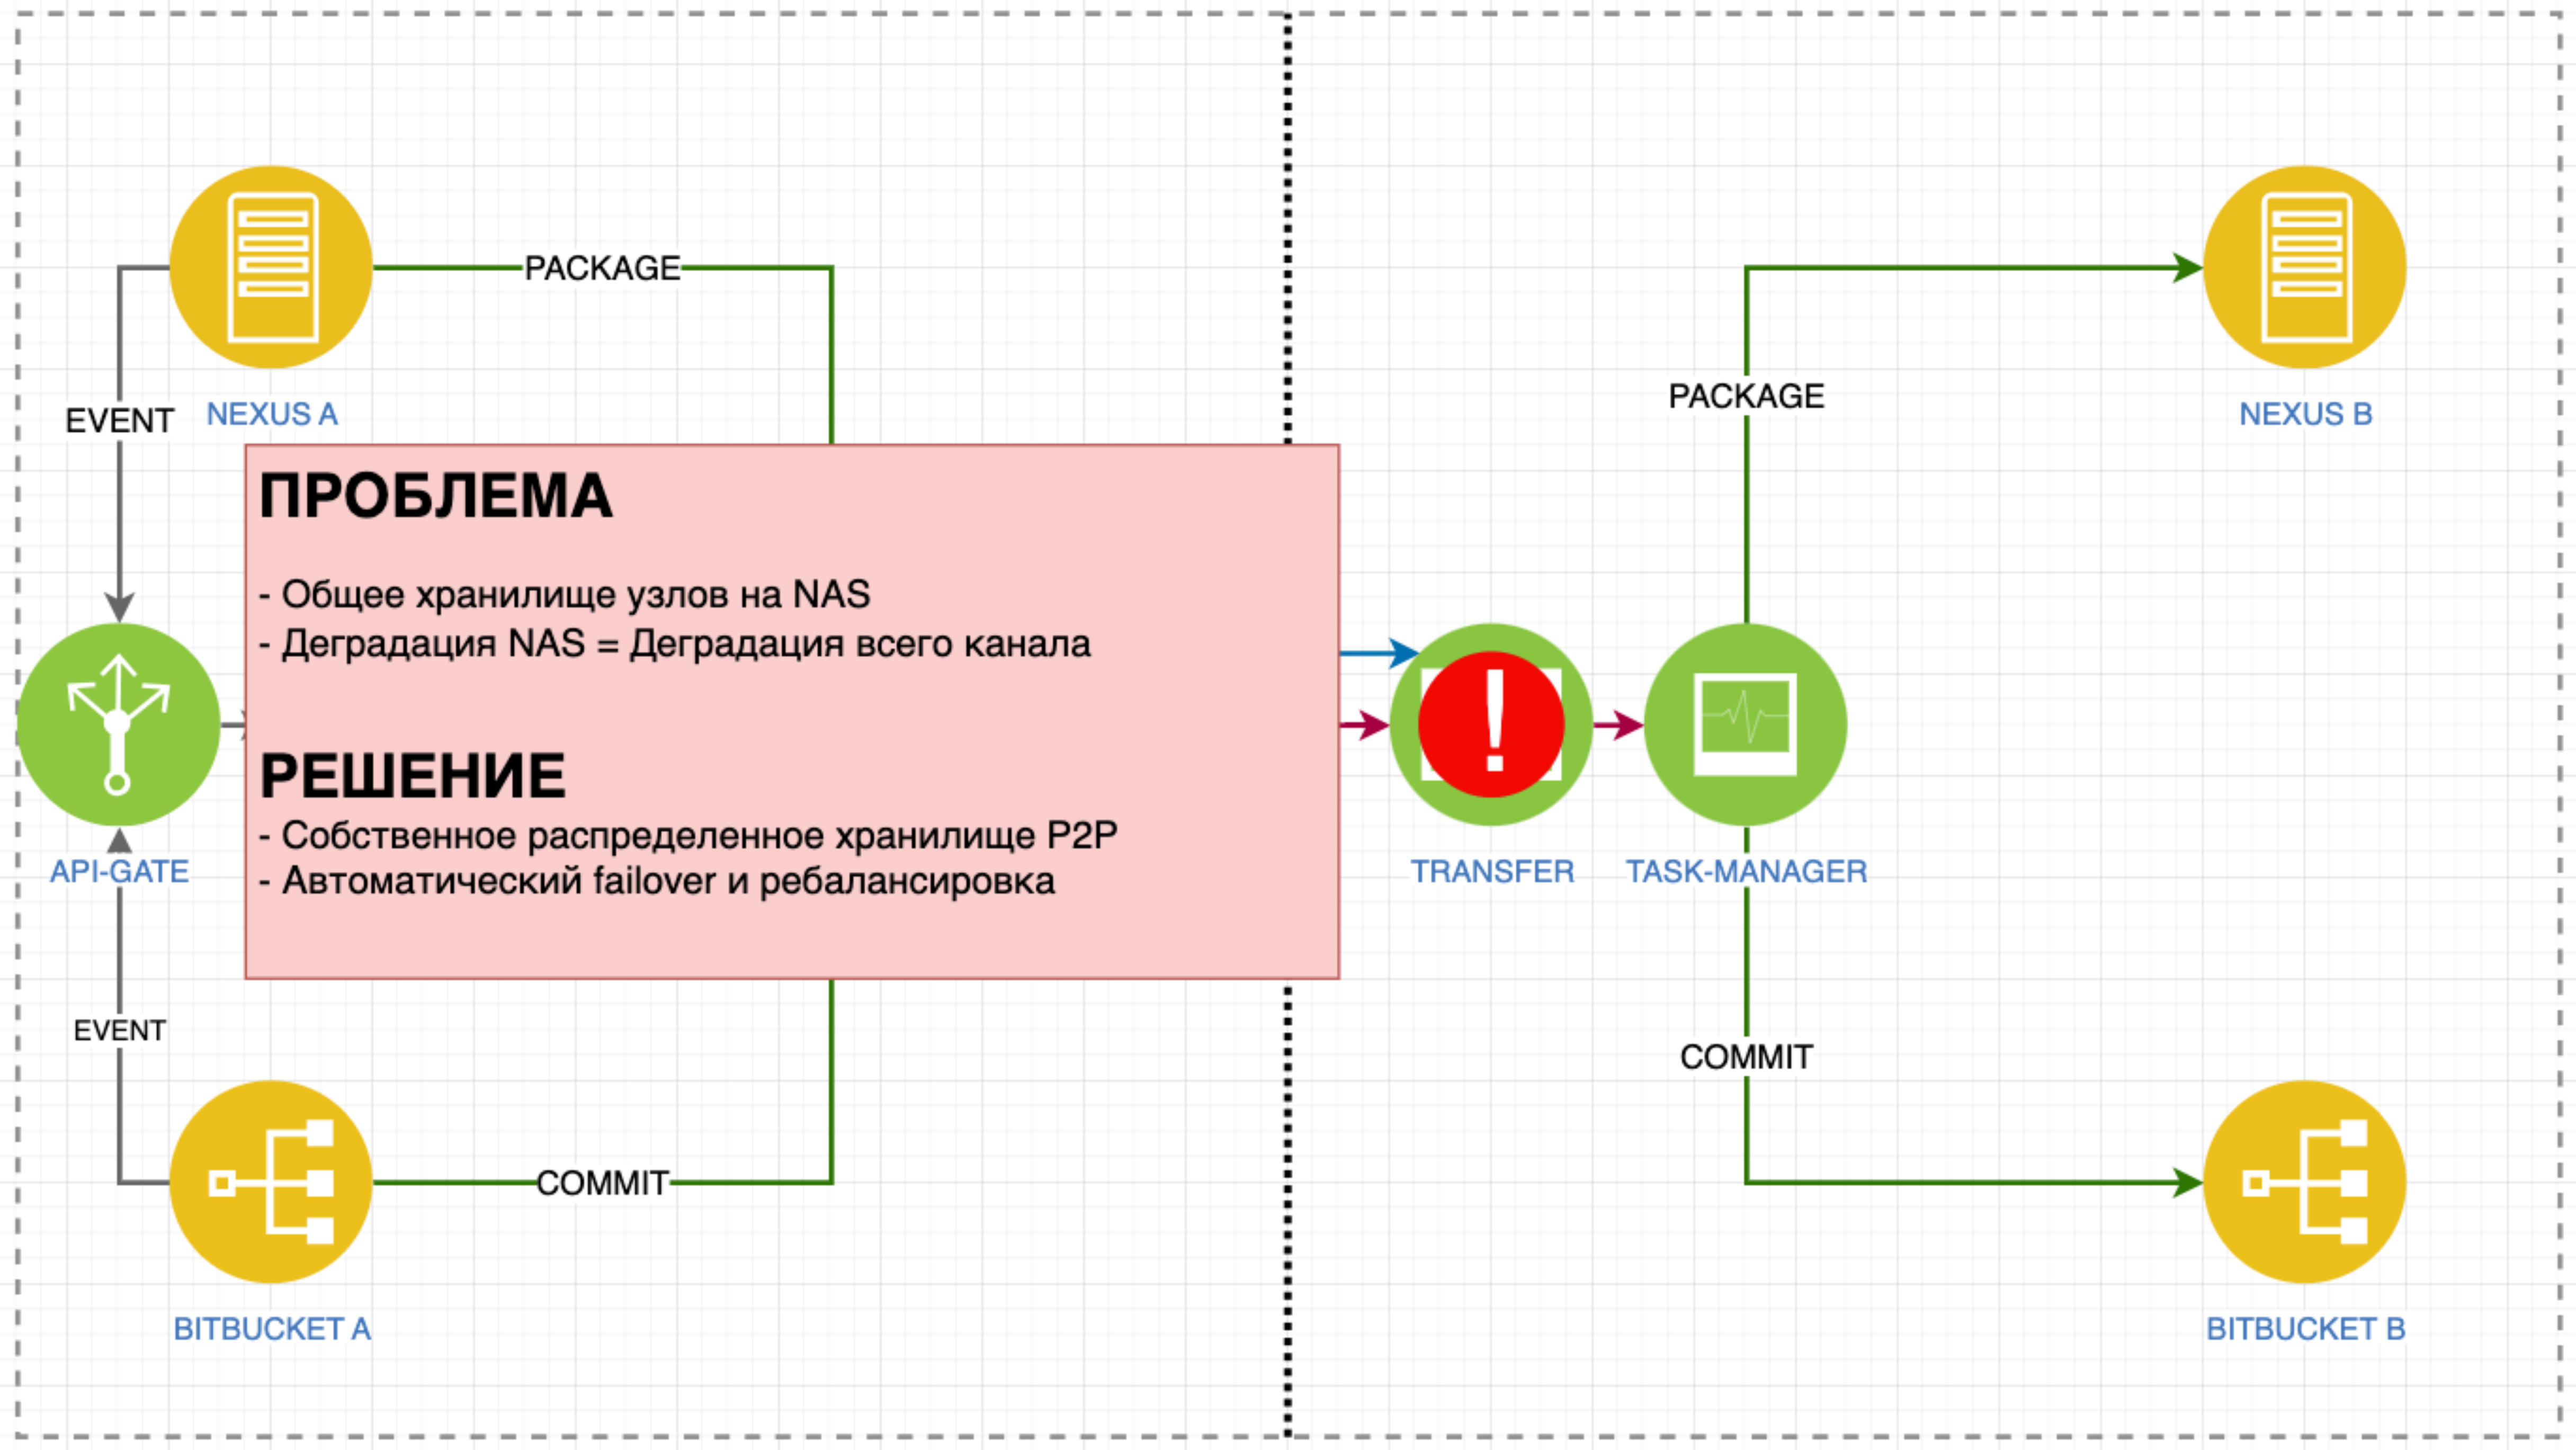 PACKAGE
EVENT
NEXUS A
PACKAGE
NEXUS B
ПРОБЛЕМА
- Общее хранилище узлов на NAS
- Деградация NAS = Деградация всего канала
РЕШЕНИЕ
- Собственное распределенное хранилище P2P
- Автоматический failover и ребалансировка
!
API-GATE
TRANSFER
TASK-MANAGER
EVENT
COMMIT
COMMIT
BITBUCKET A
BITBUCKET B